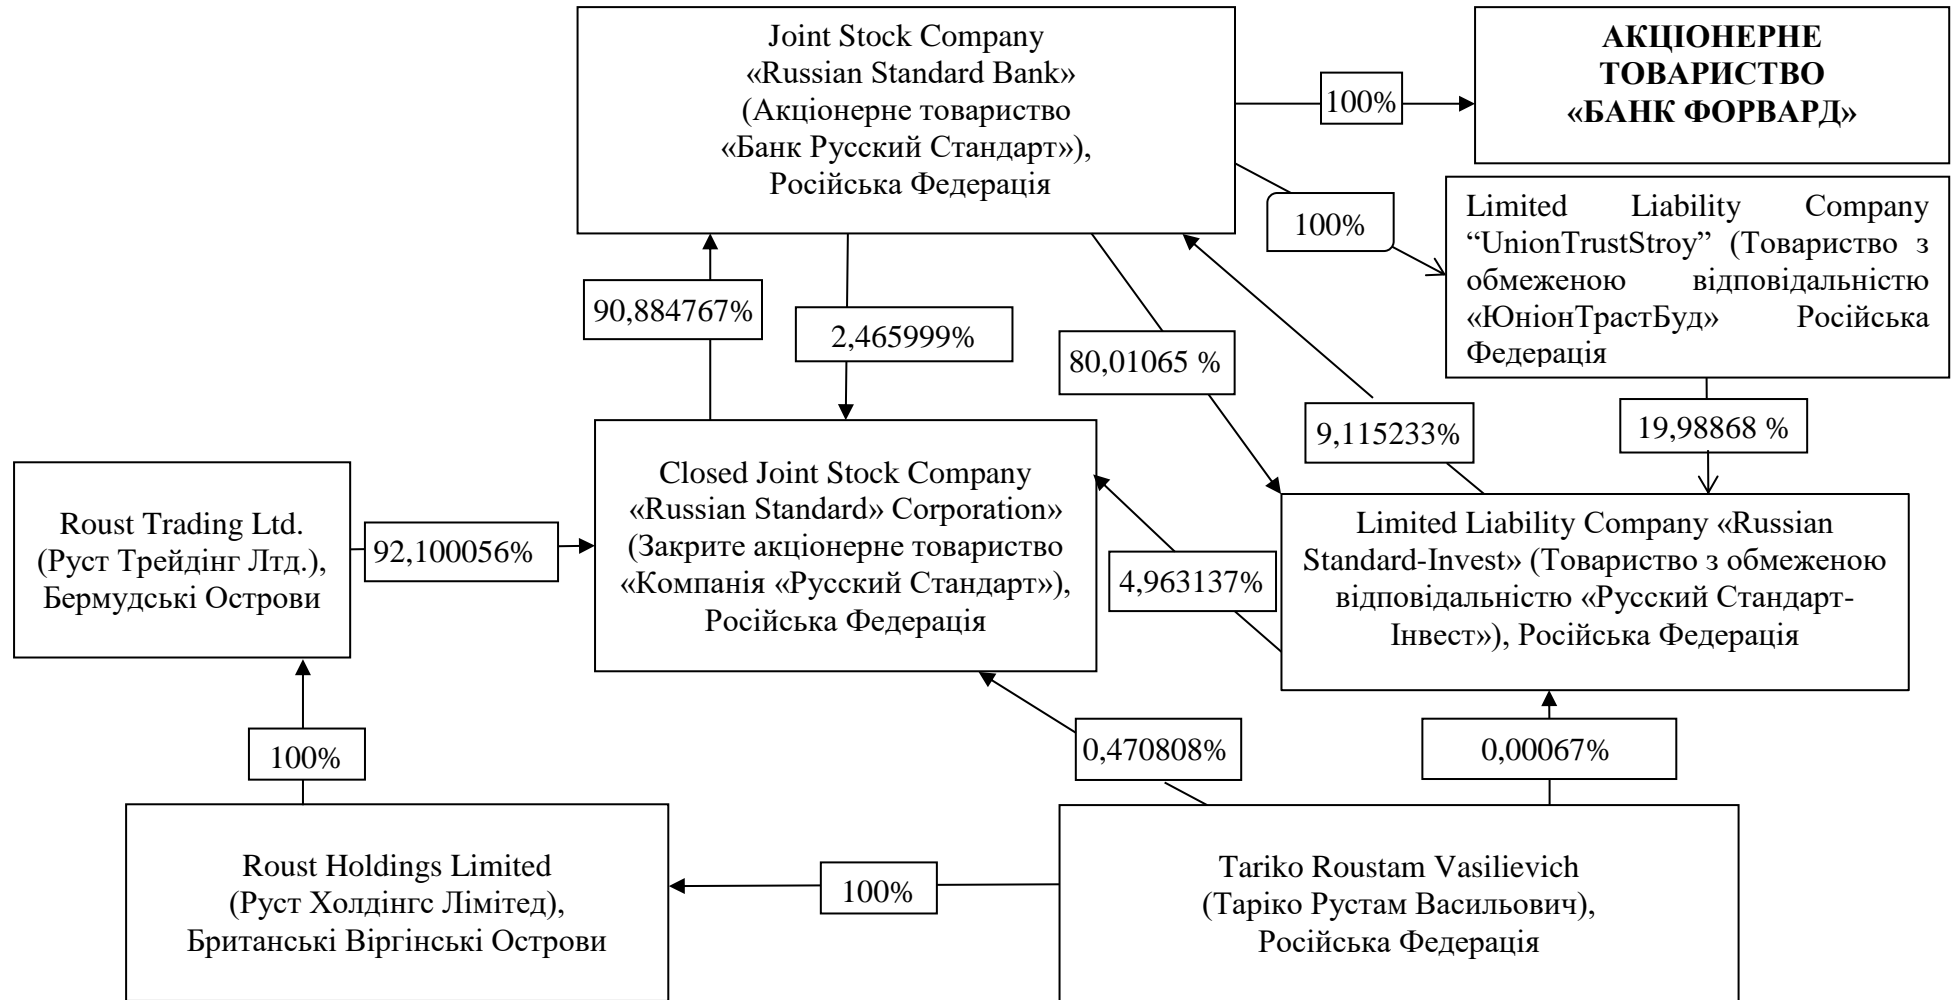 Joint Stock Company
«Russian Standard Bank»
(Акціонерне товариство
«Банк Русский Стандарт»),
Російська Федерація
100%
АКЦІОНЕРНЕ
ТОВАРИСТВО
«БАНК ФОРВАРД»
100%
Limited Liability Company
“UnionTrustStroy” (Товариство з
обмеженою відповідальністю
«ЮніонТрастБуд» Російська
Федерація
90,884767%
2,465999%
80,01065 %
9,115233%
19,98868 %
Roust Trading Ltd.
(Руст Трейдінг Лтд.),
Бермудські Острови
92,100056%
Closed Joint Stock Company
«Russian Standard» Corporation»
(Закрите акціонерне товариство
«Компанія «Русский Стандарт»),
Російська Федерація
4,963137%
Limited Liability Company «Russian
Standard-Invest» (Товариство з обмеженою
відповідальністю «Русский Стандарт-
Інвест»), Російська Федерація
100%
0,470808%
0,00067%
Roust Holdings Limited
(Руст Холдінгс Лімітед),
Британські Віргінські Острови
100%
Tariko Roustam Vasilievich
(Таріко Рустам Васильович),
Російська Федерація